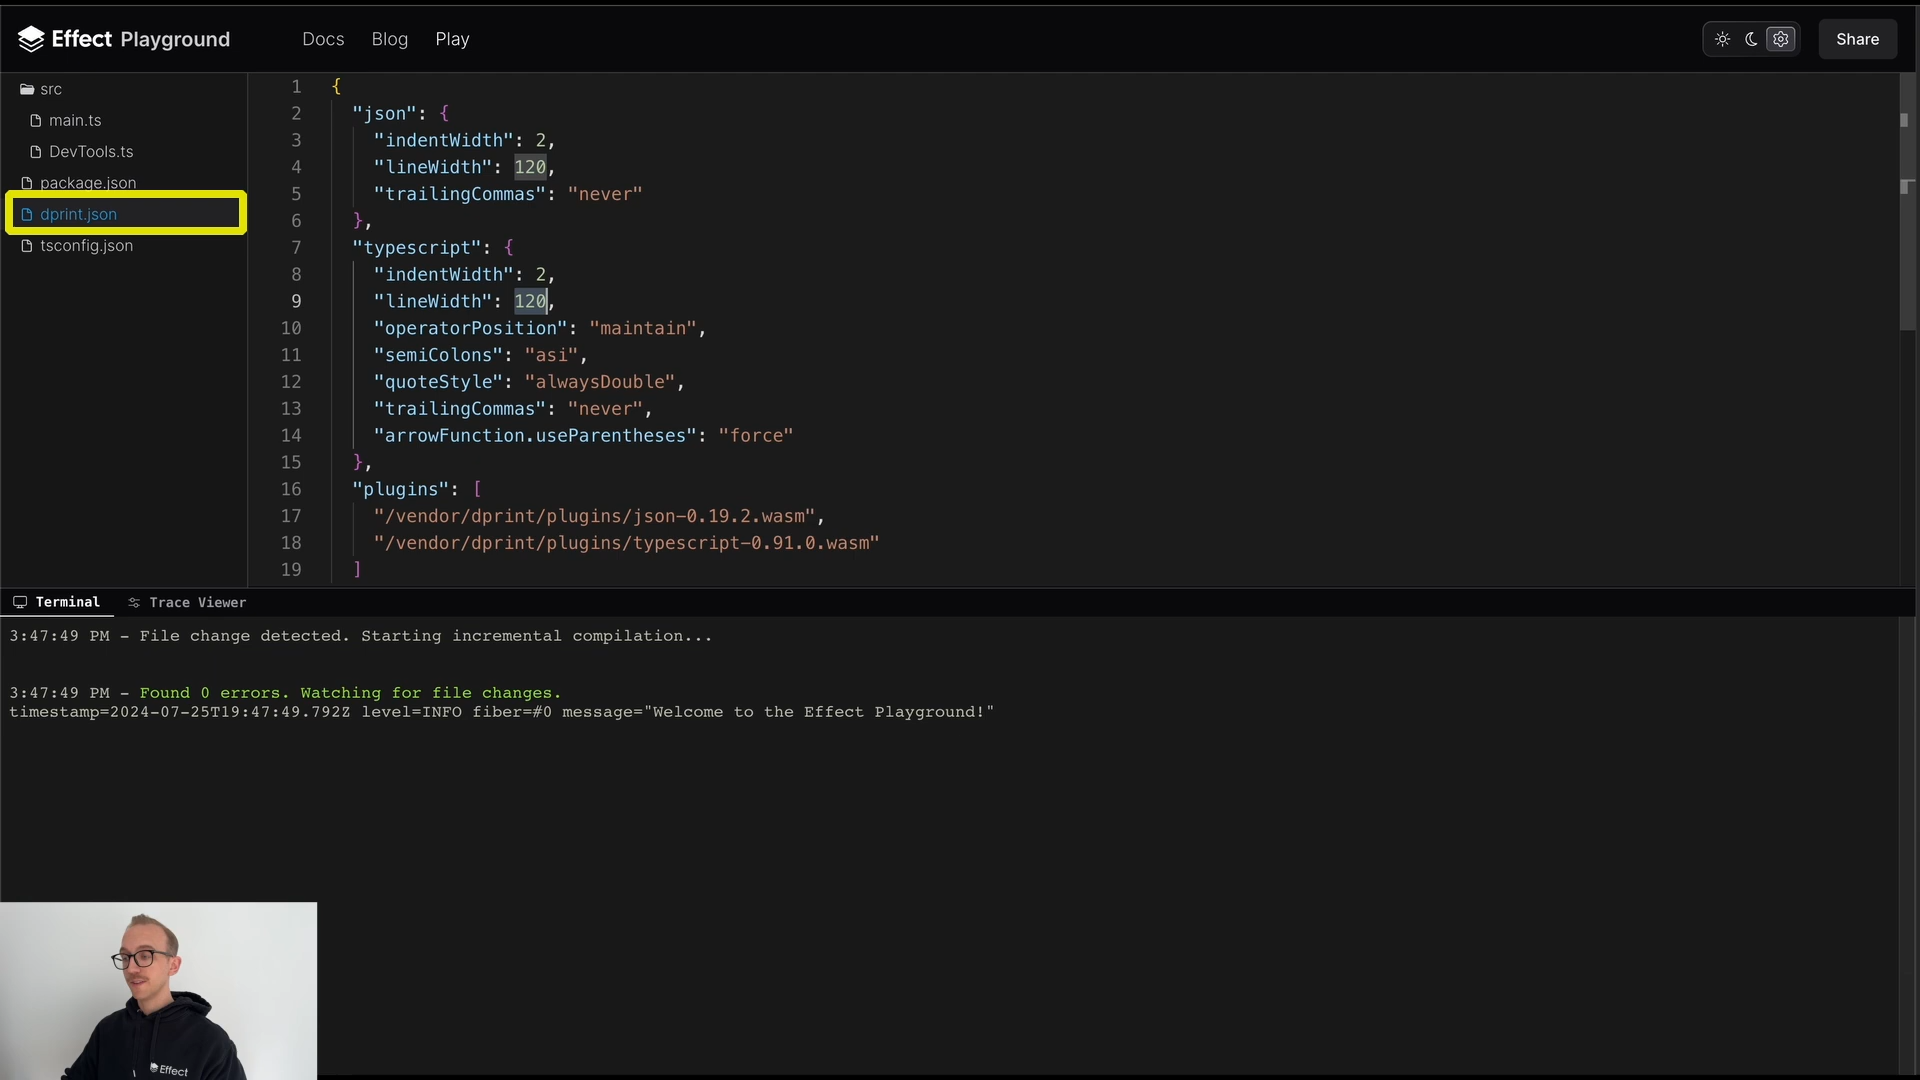 Effect Playground
Docs Blog Play
Share
src
main.ts
DevTools.ts
package.json
dprint.json
tsconfig.json
1 {
2 "json": {
3 "indentWidth": 2,
4 "lineWidth": 120,
5 "trailingCommas": "never"
6 },
7 "typescript": {
8 "indentWidth": 2,
9 "lineWidth": 120,
10 "operatorPosition": "maintain",
11 "semiColons": "asi",
12 "quoteStyle": "alwaysDouble",
13 "trailingCommas": "never",
14 "arrowFunction.useParentheses": "force"
15 },
16 "plugins": [
17 "/vendor/dprint/plugins/json-0.19.2.wasm",
18 "/vendor/dprint/plugins/typescript-0.91.0.wasm"
19 ]
Terminal Trace Viewer
3:47:49 PM - File change detected. Starting incremental compilation...
3:47:49 PM - Found 0 errors. Watching for file changes.
timestamp=2024-07-25T19:47:49.792Z level=INFO fiber=#0 message="Welcome to the Effect Playground!"
Effect